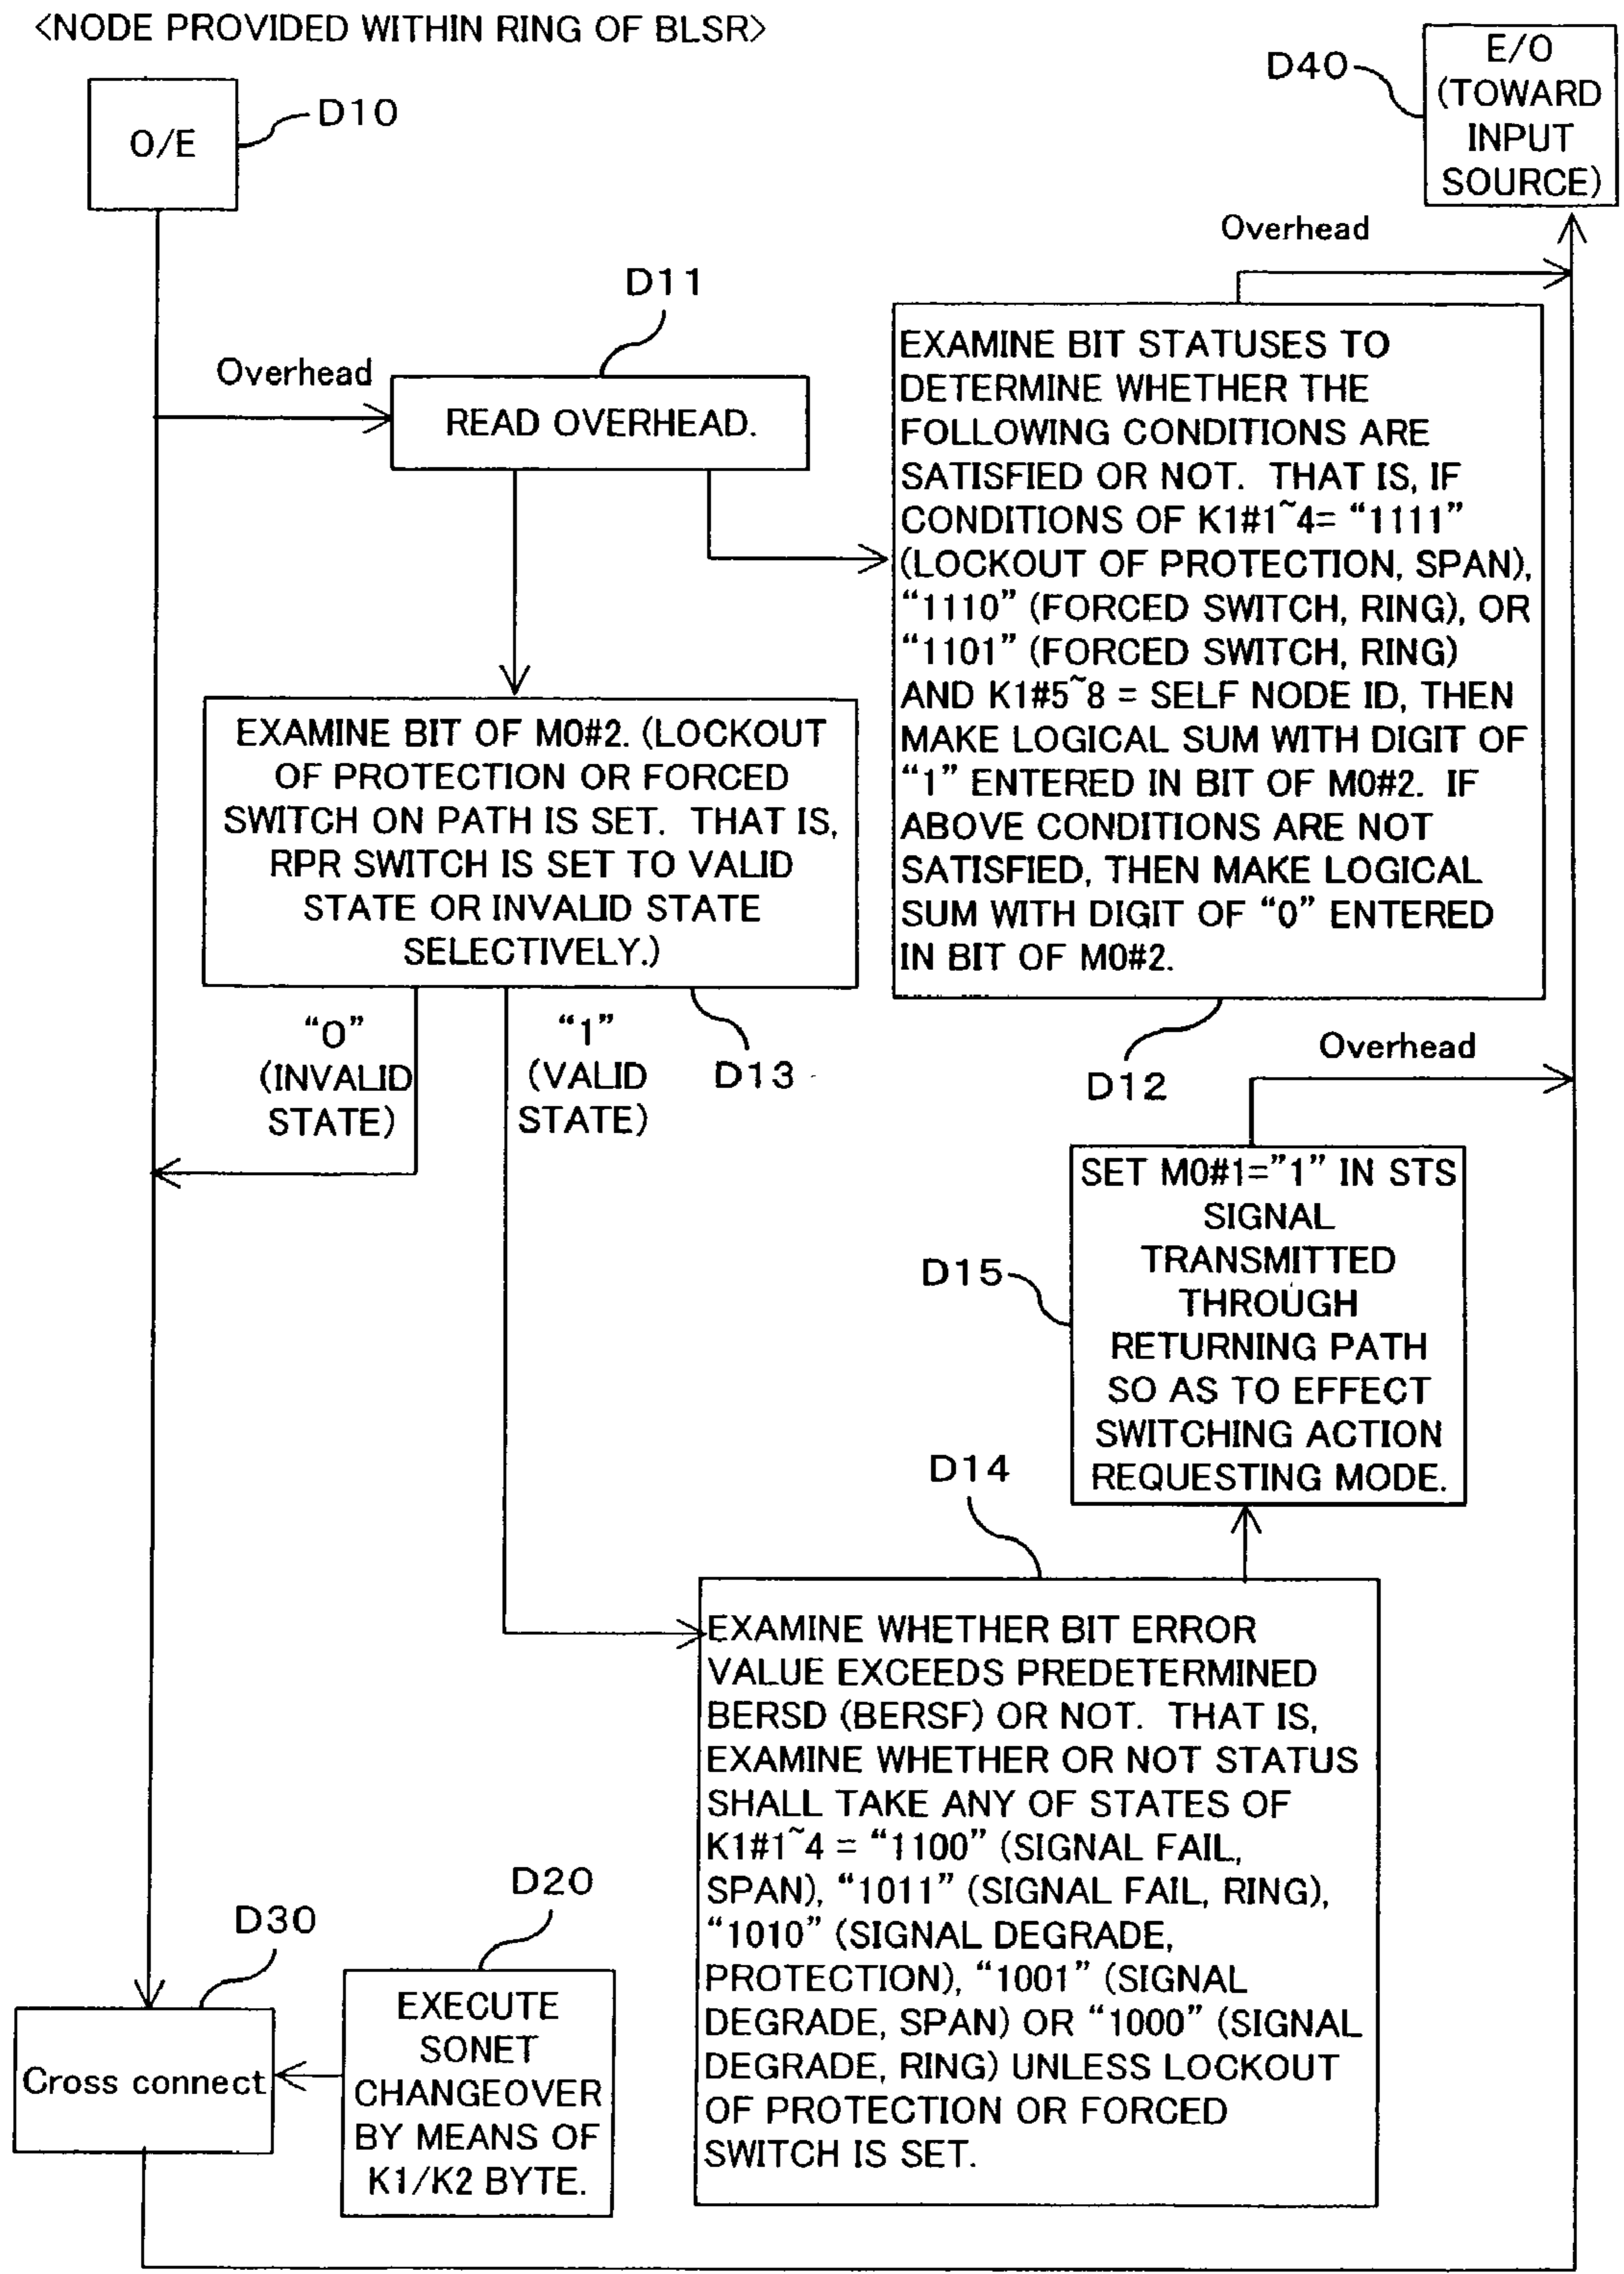 <NODE PROVIDED WITHIN RING OF BLSR>
O/E
D10
D40
E/O
(TOWARD
INPUT
SOURCE)
Overhead
D11
Overhead
READ OVERHEAD.
EXAMINE BIT STATUSES TO
DETERMINE WHETHER THE
FOLLOWING CONDITIONS ARE
SATISFIED OR NOT. THAT IS, IF
CONDITIONS OF K1#1~4= “1111”
(LOCKOUT OF PROTECTION, SPAN),
“1110” (FORCED SWITCH, RING), OR
“1101” (FORCED SWITCH, RING)
AND K1#5~8 = SELF NODE ID, THEN
MAKE LOGICAL SUM WITH DIGIT OF
“1” ENTERED IN BIT OF M0#2. IF
ABOVE CONDITIONS ARE NOT
SATISFIED, THEN MAKE LOGICAL
SUM WITH DIGIT OF “0” ENTERED
IN BIT OF M0#2.
D12
EXAMINE BIT OF M0#2. (LOCKOUT
OF PROTECTION OR FORCED
SWITCH ON PATH IS SET. THAT IS,
RPR SWITCH IS SET TO VALID
STATE OR INVALID STATE
SELECTIVELY.)
“0”
(INVALID
STATE)
“1”
(VALID
STATE)
D13
Overhead
D15
SET M0#1=”1” IN STS
SIGNAL
TRANSMITTED
THROUGH
RETURNING PATH
SO AS TO EFFECT
SWITCHING ACTION
REQUESTING MODE.
D14
EXAMINE WHETHER BIT ERROR
VALUE EXCEEDS PREDETERMINED
BERSD (BERSF) OR NOT. THAT IS,
EXAMINE WHETHER OR NOT STATUS
SHALL TAKE ANY OF STATES OF
K1#1~4 = “1100” (SIGNAL FAIL,
SPAN), “1011” (SIGNAL FAIL, RING),
“1010” (SIGNAL DEGRADE,
PROTECTION), “1001” (SIGNAL
DEGRADE, SPAN) OR “1000” (SIGNAL
DEGRADE, RING) UNLESS LOCKOUT
OF PROTECTION OR FORCED
SWITCH IS SET.
D30
Cross connect
D20
EXECUTE
SONET
CHANGEOVER
BY MEANS OF
K1/K2 BYTE.